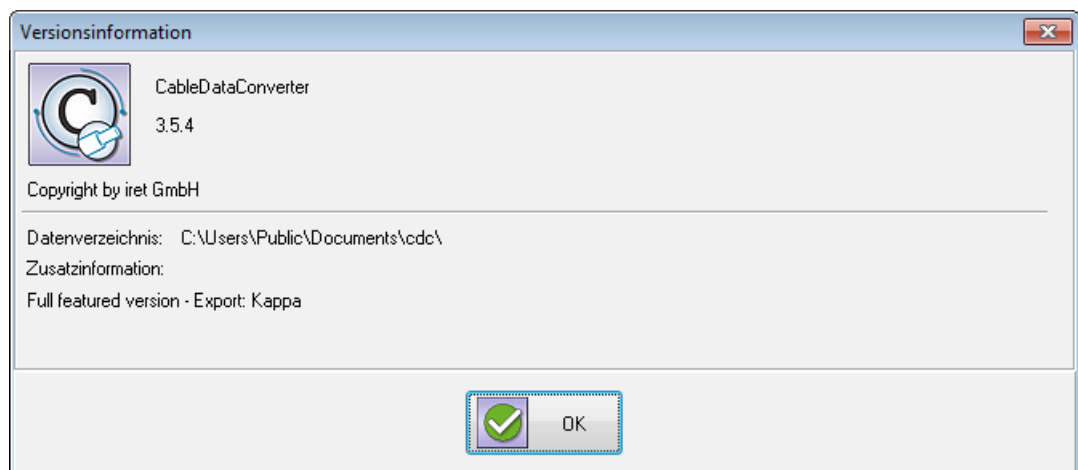 Versionsinformation
C
CableDataConverter
3.5.4
Copyright by iret GmbH
Datenverzeichnis: C:\Users\Public\Documents\cdc\
Zusatzinformation:
Full featured version - Export: Kappa
OK